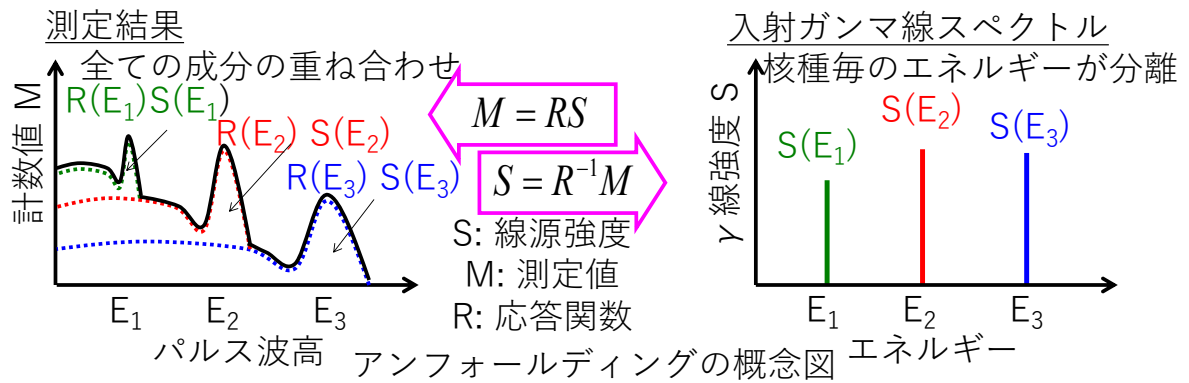 測定結果
全ての成分の重ね合わせ
計数値 M
R(E₁)S(E₁)
R(E₂) S(E₂)
R(E₃) S(E₃)
E₁
E₂
E₃
パルス波高
M = RS
S = R⁻¹M
S: 線源強度
M: 測定値
R: 応答関数
入射ガンマ線スペクトル
核種毎のエネルギーが分離
γ 線強度 S
S(E₁)
S(E₂)
S(E₃)
E₁
E₂
E₃
エネルギー
アンフォールディングの概念図